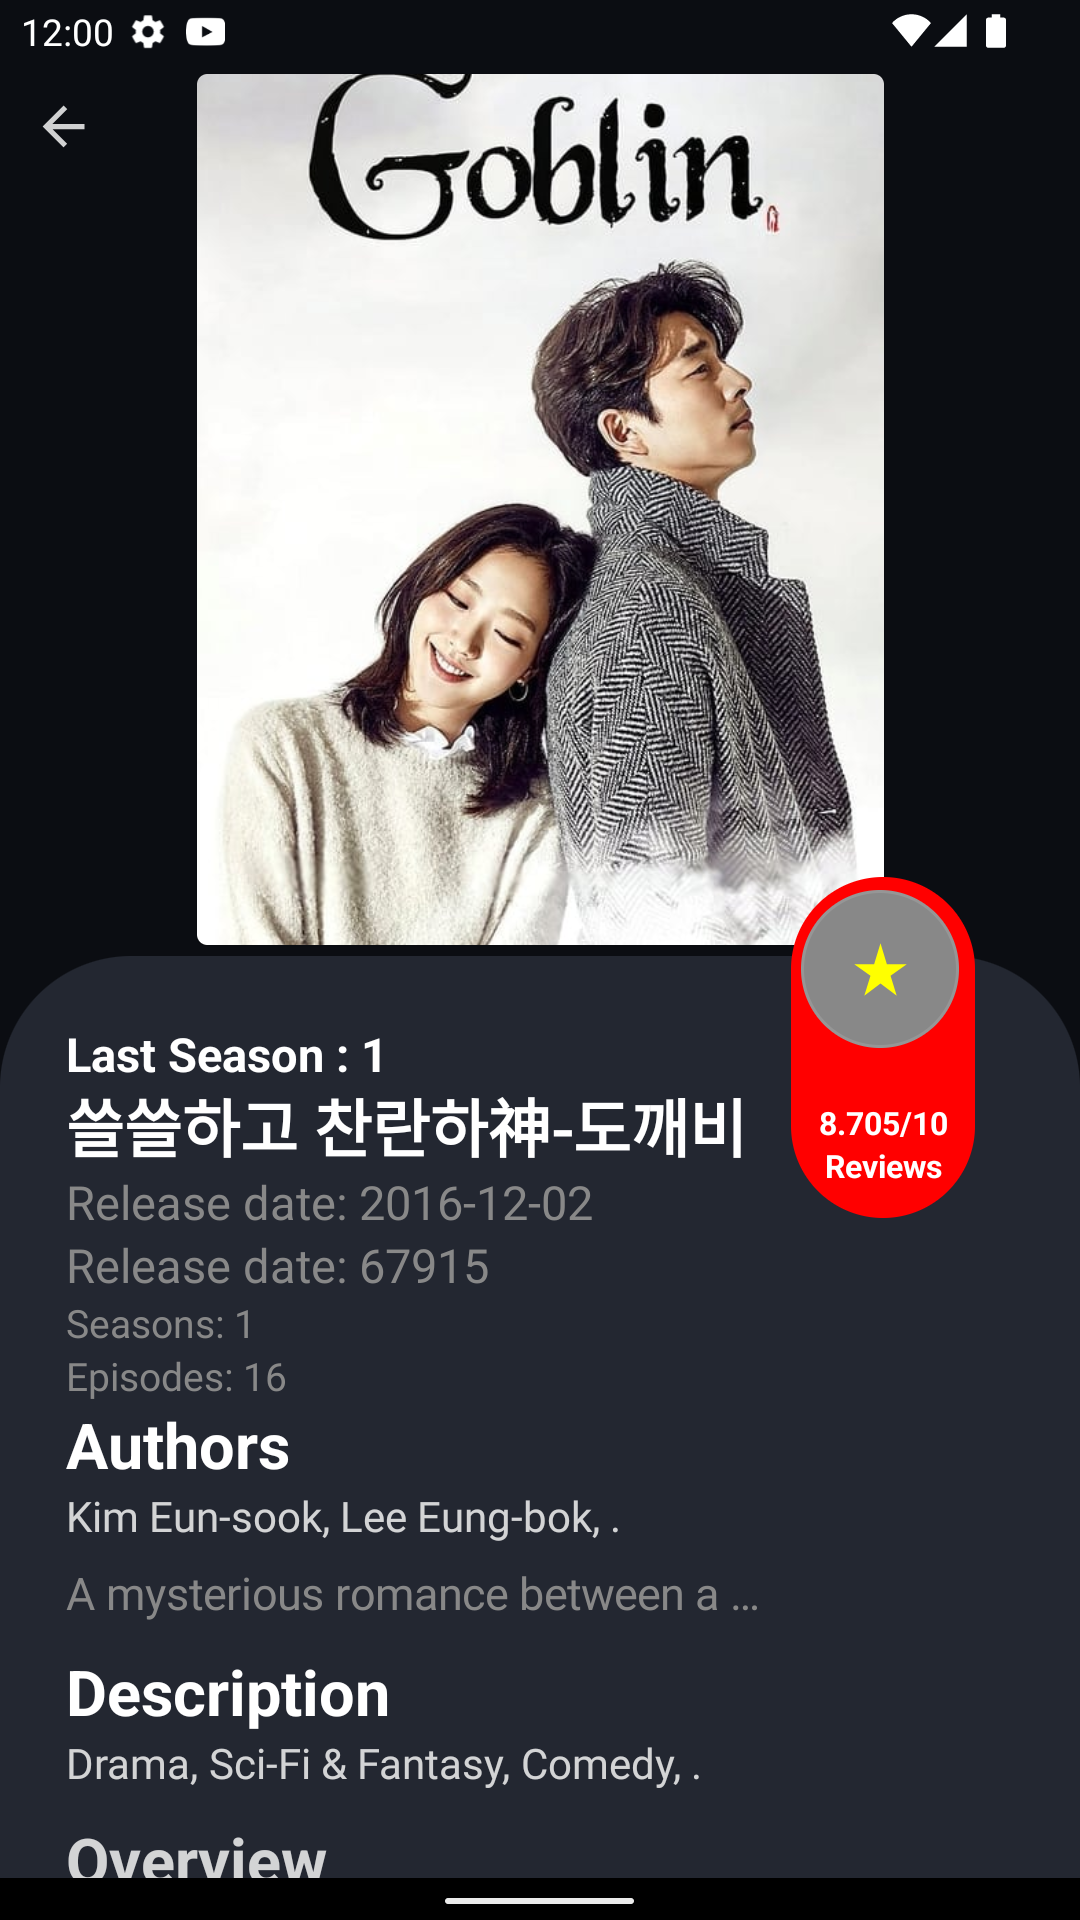 12:00
Goblin
Last Season : 1
쓸쓸하고 찬란하神-도깨비
8.705/10
Reviews
Release date: 2016-12-02
Release date: 67915
Seasons: 1
Episodes: 16
Authors
Kim Eun-sook, Lee Eung-bok, .
A mysterious romance between a ...
Description
Drama, Sci-Fi & Fantasy, Comedy, .
Overview